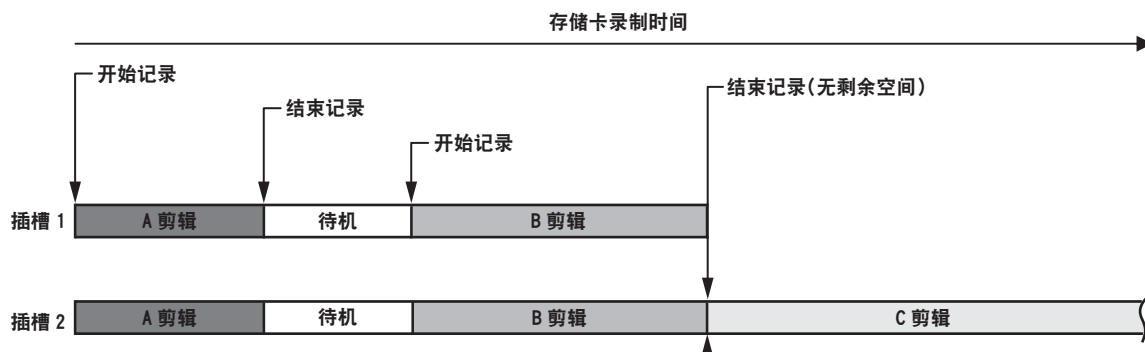 存储卡录制时间
开始记录
结束记录(无剩余空间)
结束记录
开始记录
插槽 1
A 剪辑
待机
B 剪辑
插槽 2
A 剪辑
待机
B 剪辑
C 剪辑